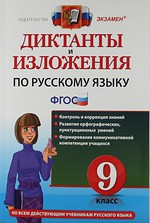 ИЗДАТЕЛЬСТВО ЭКЗАМЕН
ДИКТАНТЫ
И
ИЗЛОЖЕНИЯ
ПО РУССКОМУ ЯЗЫКУ
ФГОС
• Контроль и коррекция знаний
• Развитие орфографических,
пунктуационных умений
• Формирование коммуникативной
компетенции учащихся
9
класс
КО ВСЕМ ДЕЙСТВУЮЩИМ УЧЕБНИКАМ РУССКОГО ЯЗЫКА